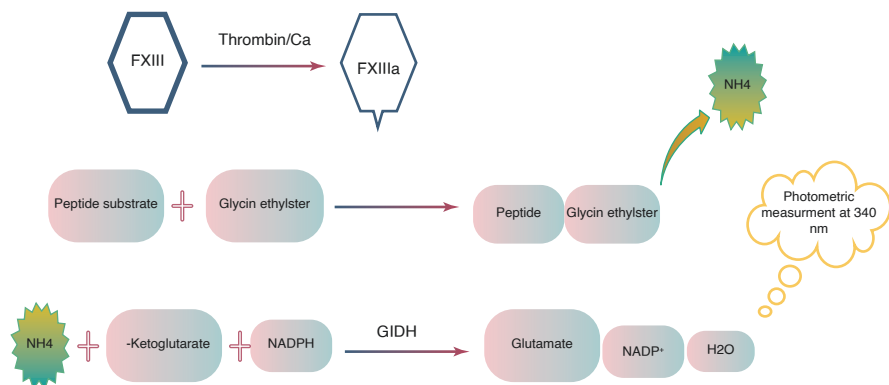 FXIII
Thrombin/Ca
FXIIIa
NH4
Peptide substrate
Glycin ethylster
Peptide
Glycin ethylster
Photometric
measurment at 340
nm
NH4
-Ketoglutarate
NADPH
GIDH
Glutamate
NADP+
H2O